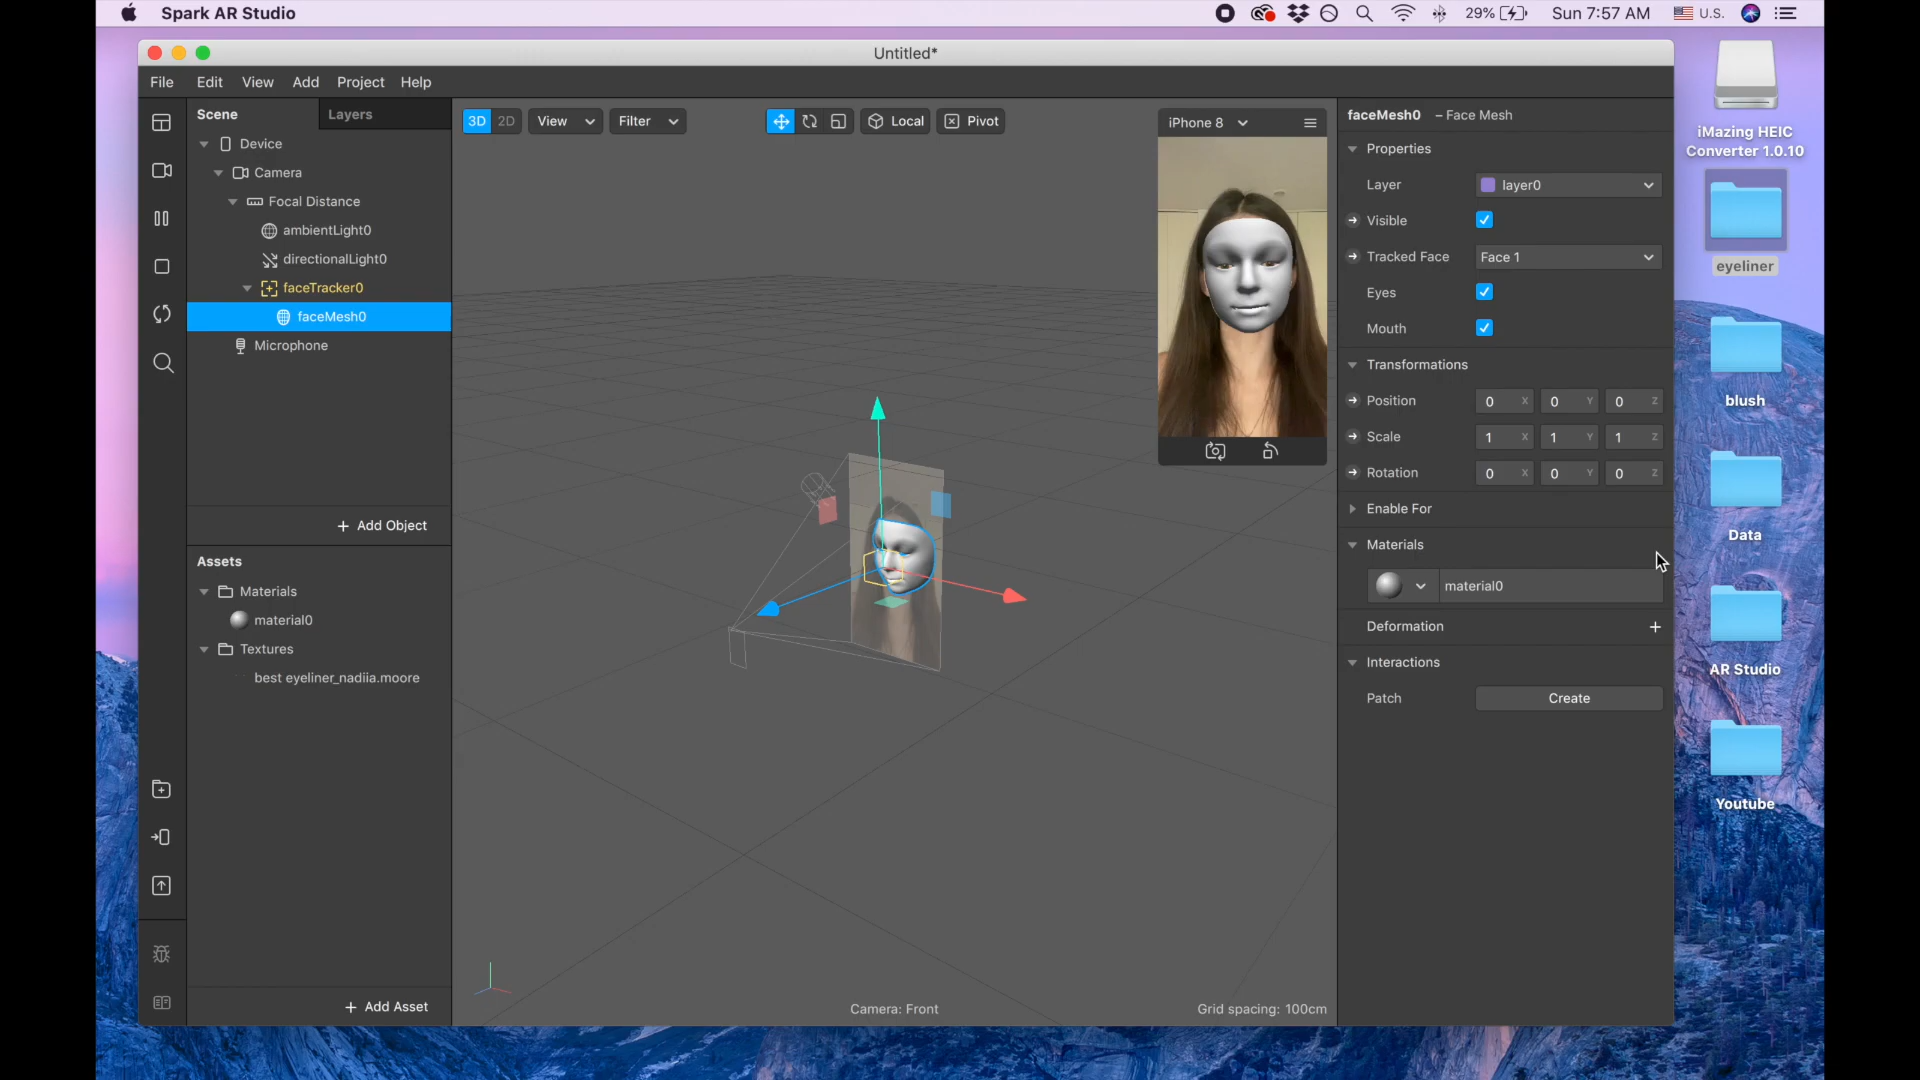 Spark AR Studio
29%
Sun 7:57 AM
U.S.
Untitled*
File Edit View Add Project Help
Scene
Layers
Device
Camera
Focal Distance
ambientLight0
directionalLight0
faceTracker0
faceMesh0
Microphone
+ Add Object
Assets
Materials
material0
Textures
best eyeliner_nadiia.moore
+ Add Asset
3D 2D View Filter Local Pivot
iPhone 8
Camera: Front
Grid spacing: 100cm
faceMesh0 – Face Mesh
Properties
Layer layer0
Visible
Tracked Face Face 1
Eyes
Mouth
Transformations
Position 0 X 0 Y 0 Z
Scale 1 X 1 Y 1 Z
Rotation 0 X 0 Y 0 Z
Enable For
Materials
material0
Deformation +
Interactions
Patch Create
iMazing HEIC
Converter 1.0.10
eyeliner
blush
Data
AR Studio
Youtube